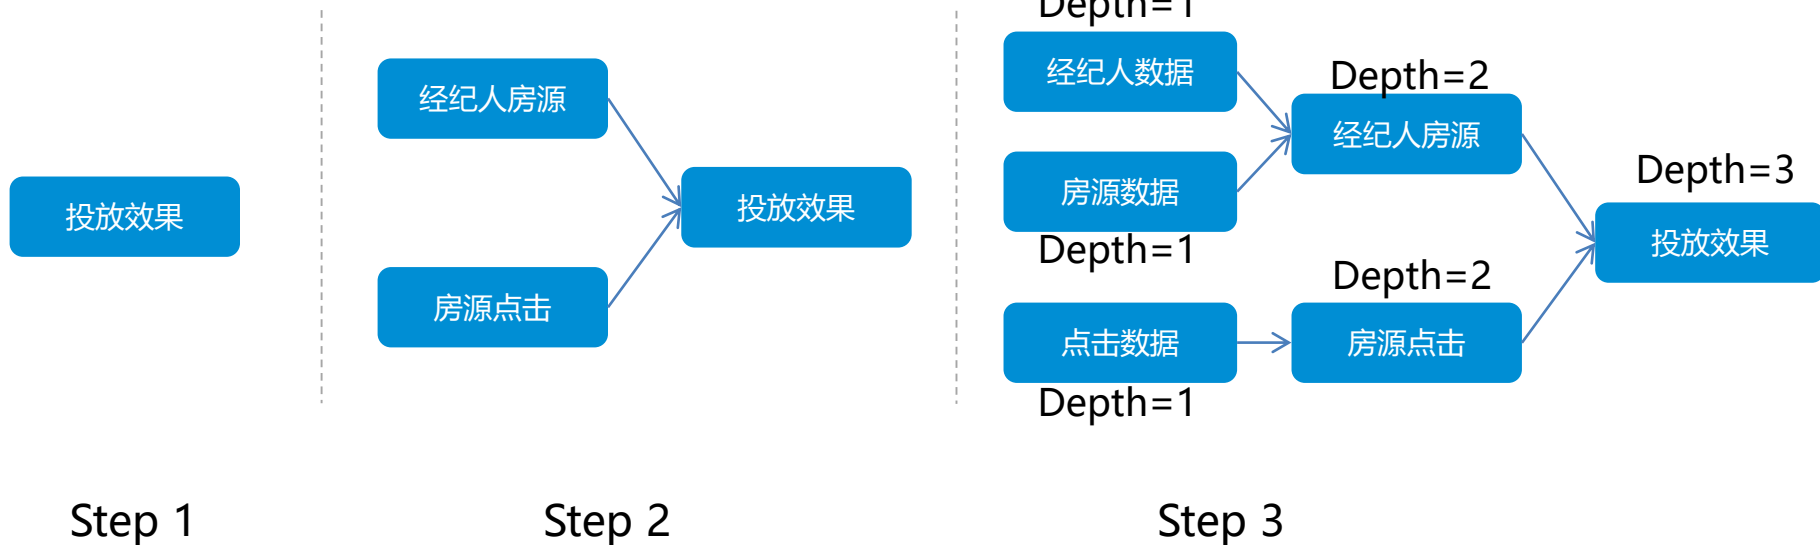 投放效果
Step 1
经纪人房源
房源点击
投放效果
Step 2
Depth=1
经纪人数据
房源数据
Depth=1
点击数据
Depth=1
Depth=2
经纪人房源
Depth=2
房源点击
Depth=3
投放效果
Step 3